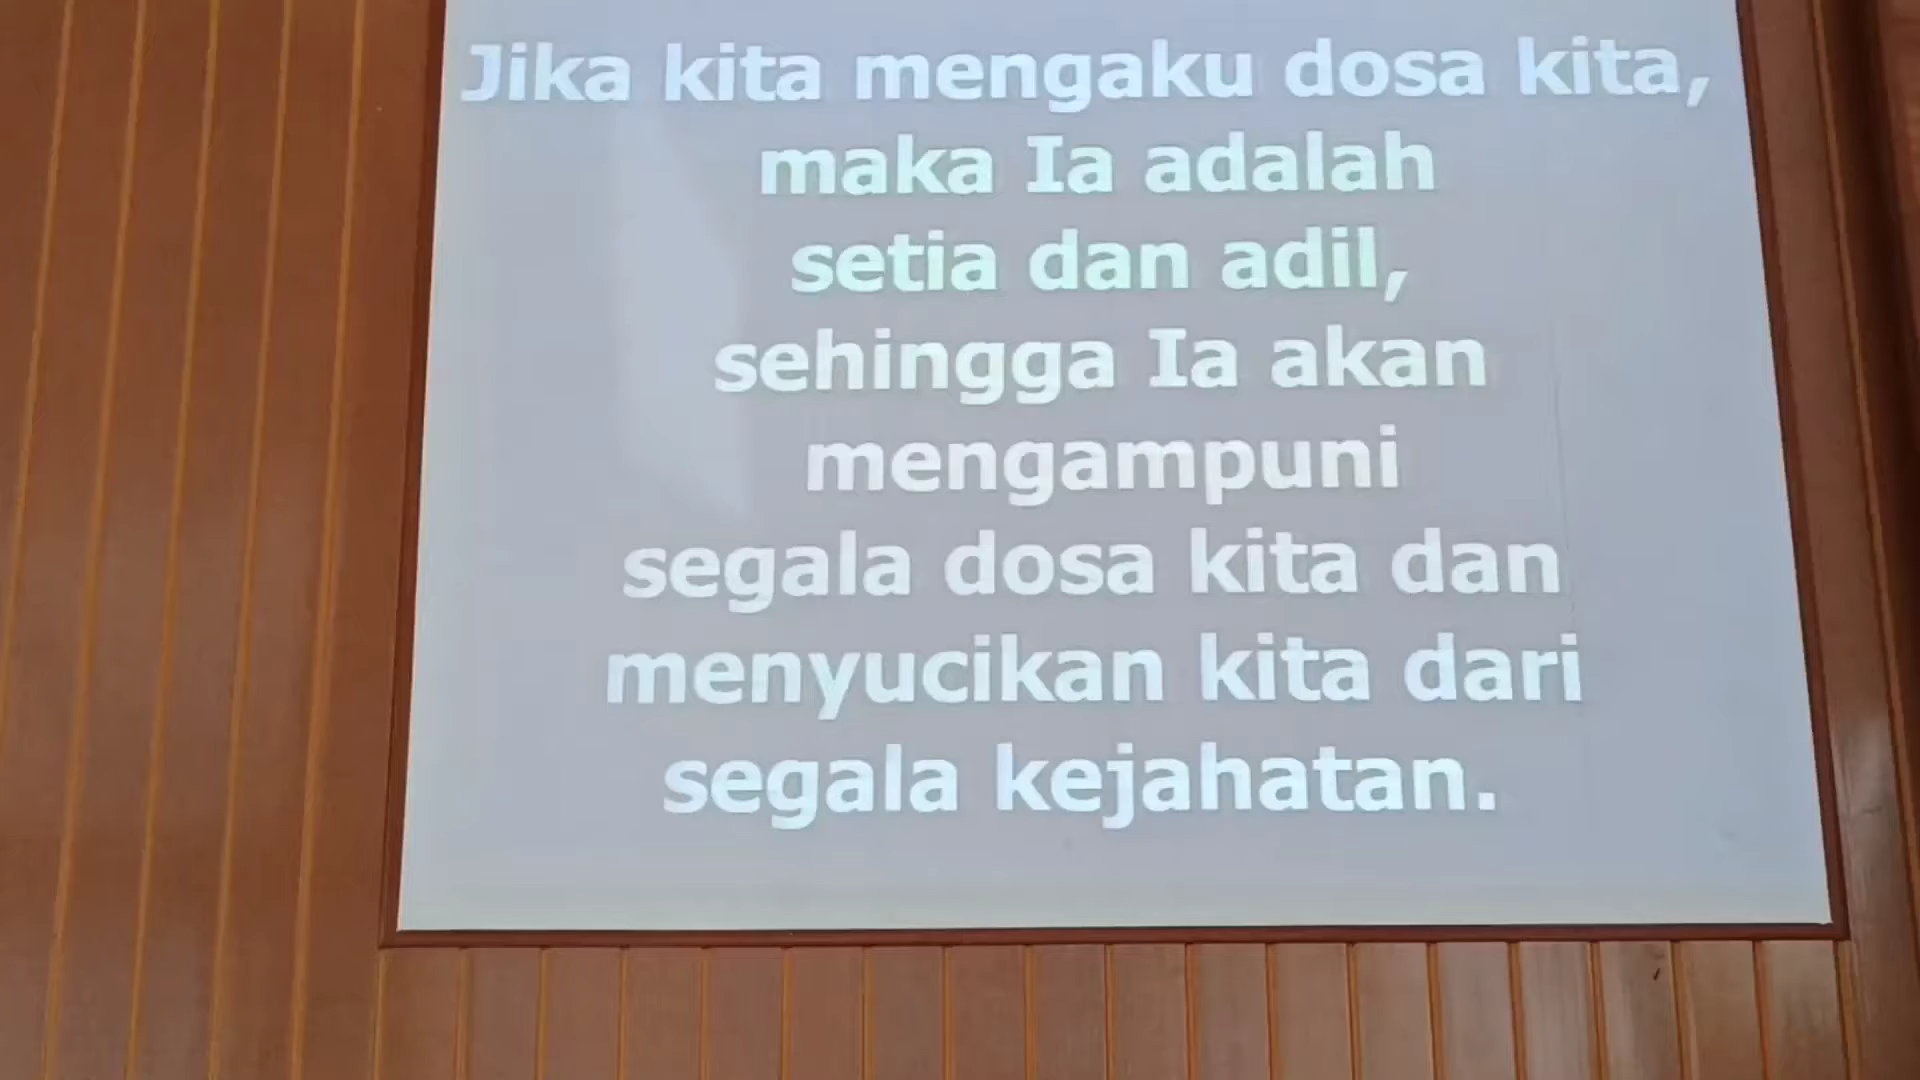 Jika kita mengaku dosa kita,
maka Ia adalah
setia dan adil,
sehingga Ia akan
mengampuni
segala dosa kita dan
menyucikan kita dari
segala kejahatan.